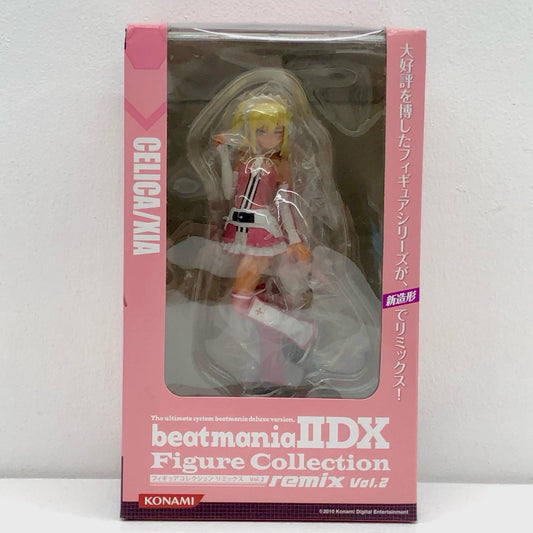 CELICA/XIA
大好評を博したフィギュアシリーズが、
新造形でリミックス!
The ultimate system beatmania deluxe version.
beatmania IIDX
Figure Collection
フィギュアコレクション リミックス Vol.2
remix Vol.2
KONAMI
©2010 Konami Digital Entertainment